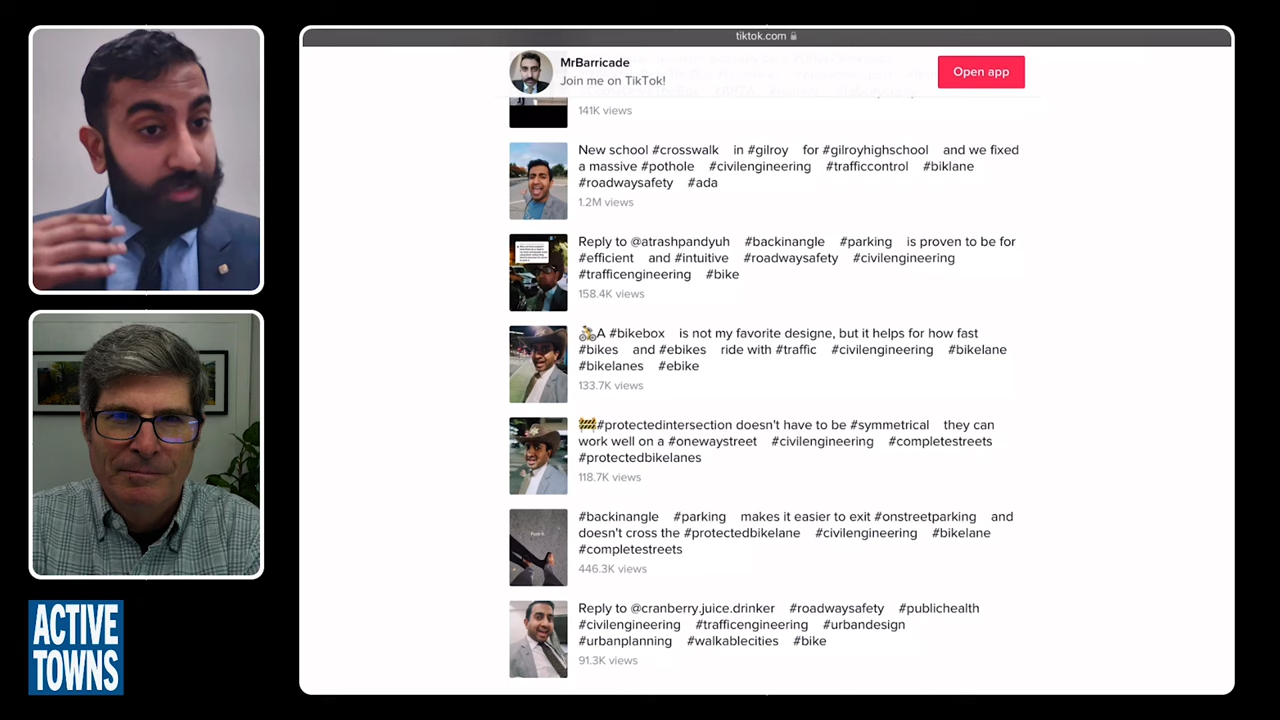 tiktok.com
MrBarricade
Join me on TikTok!
Open app
141K views
New school #crosswalk in #gilroy for #gilroyhighschool and we fixed
a massive #pothole #civilengineering #trafficcontrol #biklane
#roadwaysafety #ada
1.2M views
Reply to @atrashpandyuh #backinangle #parking is proven to be for
#efficient and #intuitive #roadwaysafety #civilengineering
#trafficengineering #bike
158.4K views
🚴A #bikebox is not my favorite designe, but it helps for how fast
#bikes and #ebikes ride with #traffic #civilengineering #bikelane
#bikelanes #ebike
133.7K views
🚧#protectedintersection doesn't have to be #symmetrical they can
work well on a #onewaystreet #civilengineering #completestreets
#protectedbikelanes
118.7K views
#backinangle #parking makes it easier to exit #onstreetparking and
doesn't cross the #protectedbikelane #civilengineering #bikelane
#completestreets
446.3K views
Reply to @cranberry.juice.drinker #roadwaysafety #publichealth
#civilengineering #trafficengineering #urbandesign
#urbanplanning #walkablecities #bike
91.3K views
ACTIVE
TOWNS